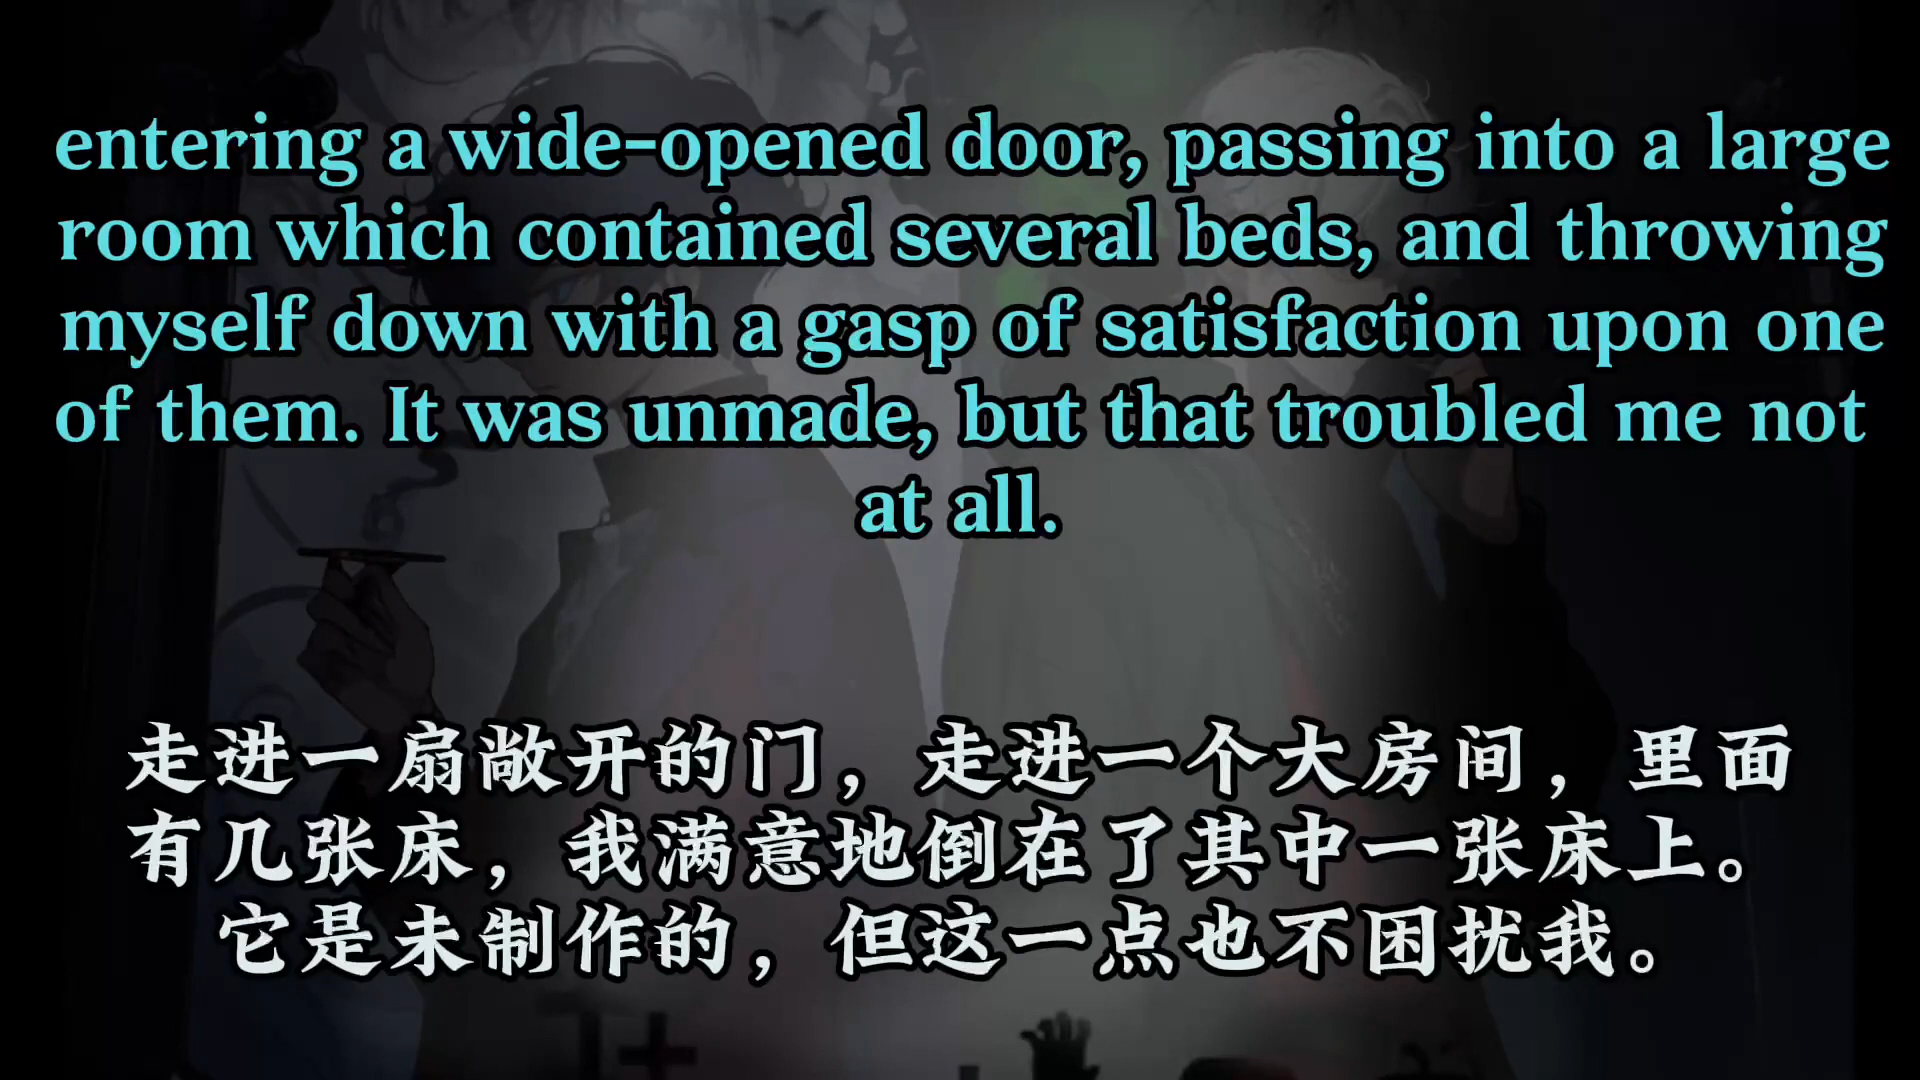 entering a wide-opened door, passing into a large
room which contained several beds, and throwing
myself down with a gasp of satisfaction upon one
of them. It was unmade, but that troubled me not
at all.
走进一扇敞开的门，走进一个大房间，里面
有几张床，我满意地倒在了其中一张床上。
它是未制作的，但这一点也不困扰我。